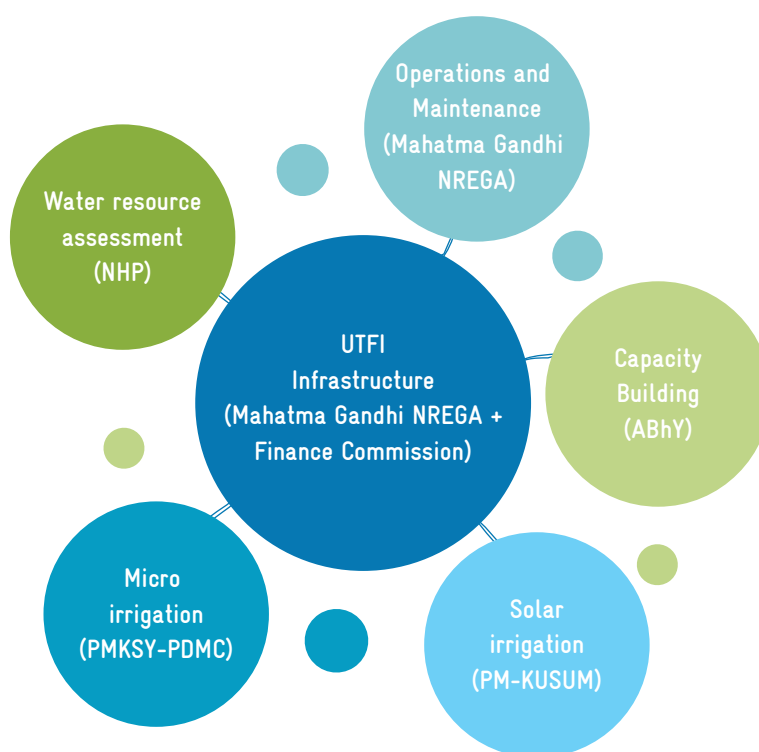 Operations and
Maintenance
(Mahatma Gandhi
NREGA)
Water resource
assessment
(NHP)
UTFI
Infrastructure
(Mahatma Gandhi NREGA +
Finance Commission)
Capacity
Building
(ABhY)
Micro
irrigation
(PMKSY-PDMC)
Solar
irrigation
(PM-KUSUM)